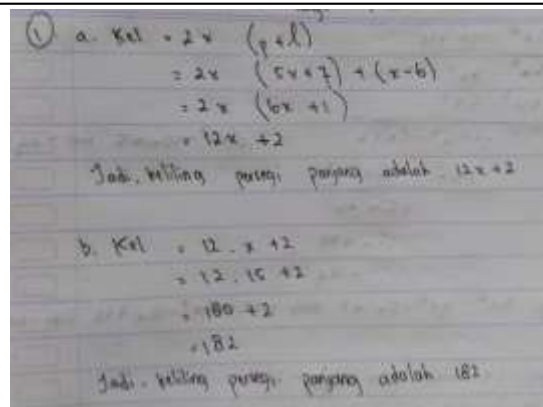 ① a. Kel = 2 x (p + l)
= 2x (5x + 7) + (x - 6)
= 2 x (6x + 1)
= 12x + 2
Jadi, keliling persegi panjang adalah 12x + 2
b. Kel = 12 . x + 2
= 12 . 15 + 2
= 180 + 2
= 182
Jadi, keliling persegi panjang adalah 182